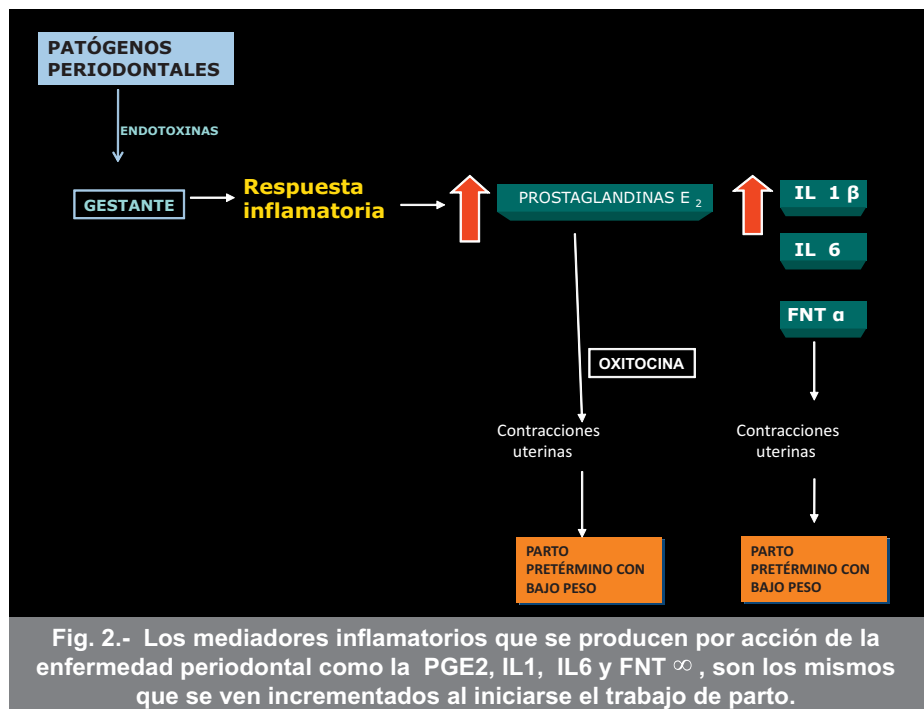 PATÓGENOS
PERIODONTALES
ENDOTOXINAS
GESTANTE
Respuesta
inflamatoria
PROSTAGLANDINAS E 2
IL 1 β
IL 6
FNT α
OXITOCINA
Contracciones
uterinas
Contracciones
uterinas
PARTO
PRETÉRMINO CON
BAJO PESO
PARTO
PRETÉRMINO CON
BAJO PESO
Fig. 2.- Los mediadores inflamatorios que se producen por acción de la
enfermedad periodontal como la PGE2, IL1, IL6 y FNT ∞ , son los mismos
que se ven incrementados al iniciarse el trabajo de parto.